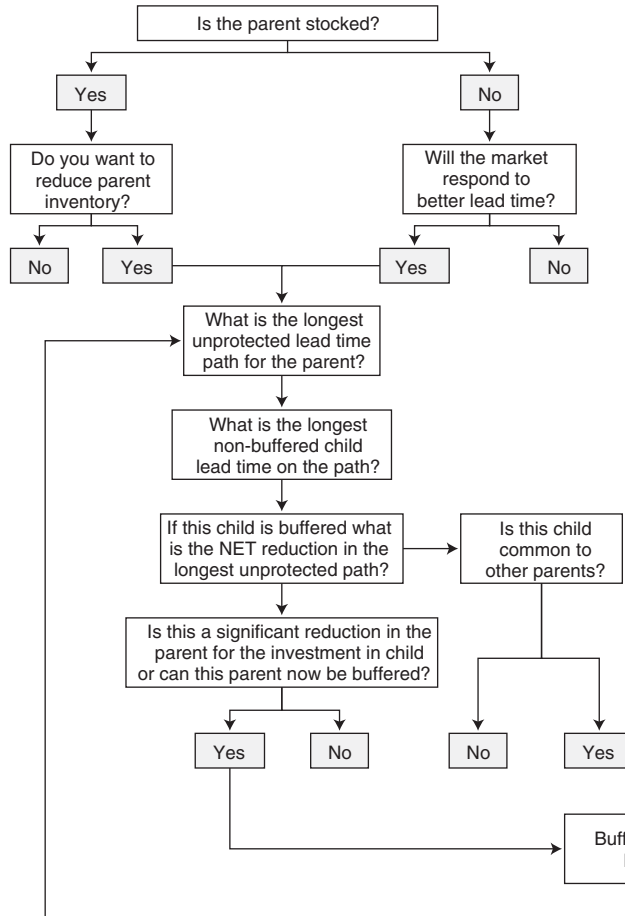 Is the parent stocked?
Yes
No
Do you want to
reduce parent
inventory?
Will the market
respond to
better lead time?
No
Yes
Yes
No
What is the longest
unprotected lead time
path for the parent?
What is the longest
non-buffered child
lead time on the path?
If this child is buffered what
is the NET reduction in the
longest unprotected path?
Is this child
common to
other parents?
Is this a significant reduction in the
parent for the investment in child
or can this parent now be buffered?
Yes
No
No
Yes
Buff